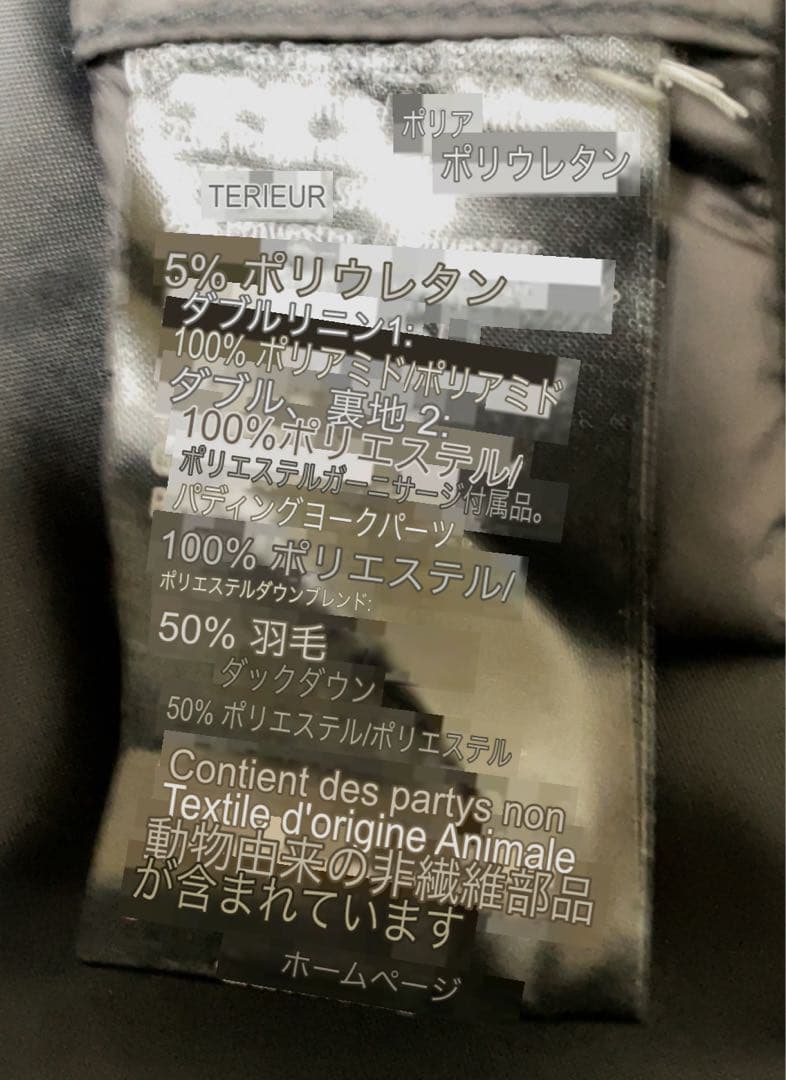 ポリア
ポリウレタン
TERIEUR
5% ポリウレタン
ダブルリニン1:
100% ポリアミド/ポリアミド
ダブル、裏地 2:
100%ポリエステル/
ポリエステルガーニサージ付属品。
パディングヨークパーツ
100% ポリエステル/
ポリエステルダウンブレンド:
50% 羽毛
ダックダウン
50% ポリエステル/ポリエステル
Contient des partys non
Textile d'origine Animale
動物由来の非繊維部品
が含まれています
ホームページ